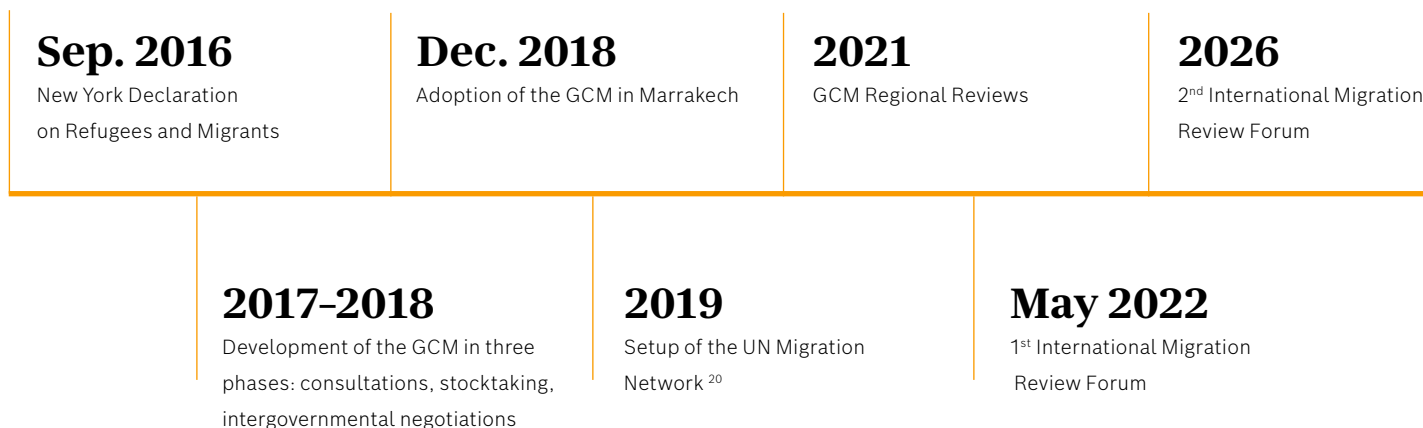 Sep. 2016
New York Declaration
on Refugees and Migrants
Dec. 2018
Adoption of the GCM in Marrakech
2021
GCM Regional Reviews
2026
2nd International Migration
Review Forum
2017–2018
Development of the GCM in three
phases: consultations, stocktaking,
intergovernmental negotiations
2019
Setup of the UN Migration
Network 20
May 2022
1st International Migration
Review Forum